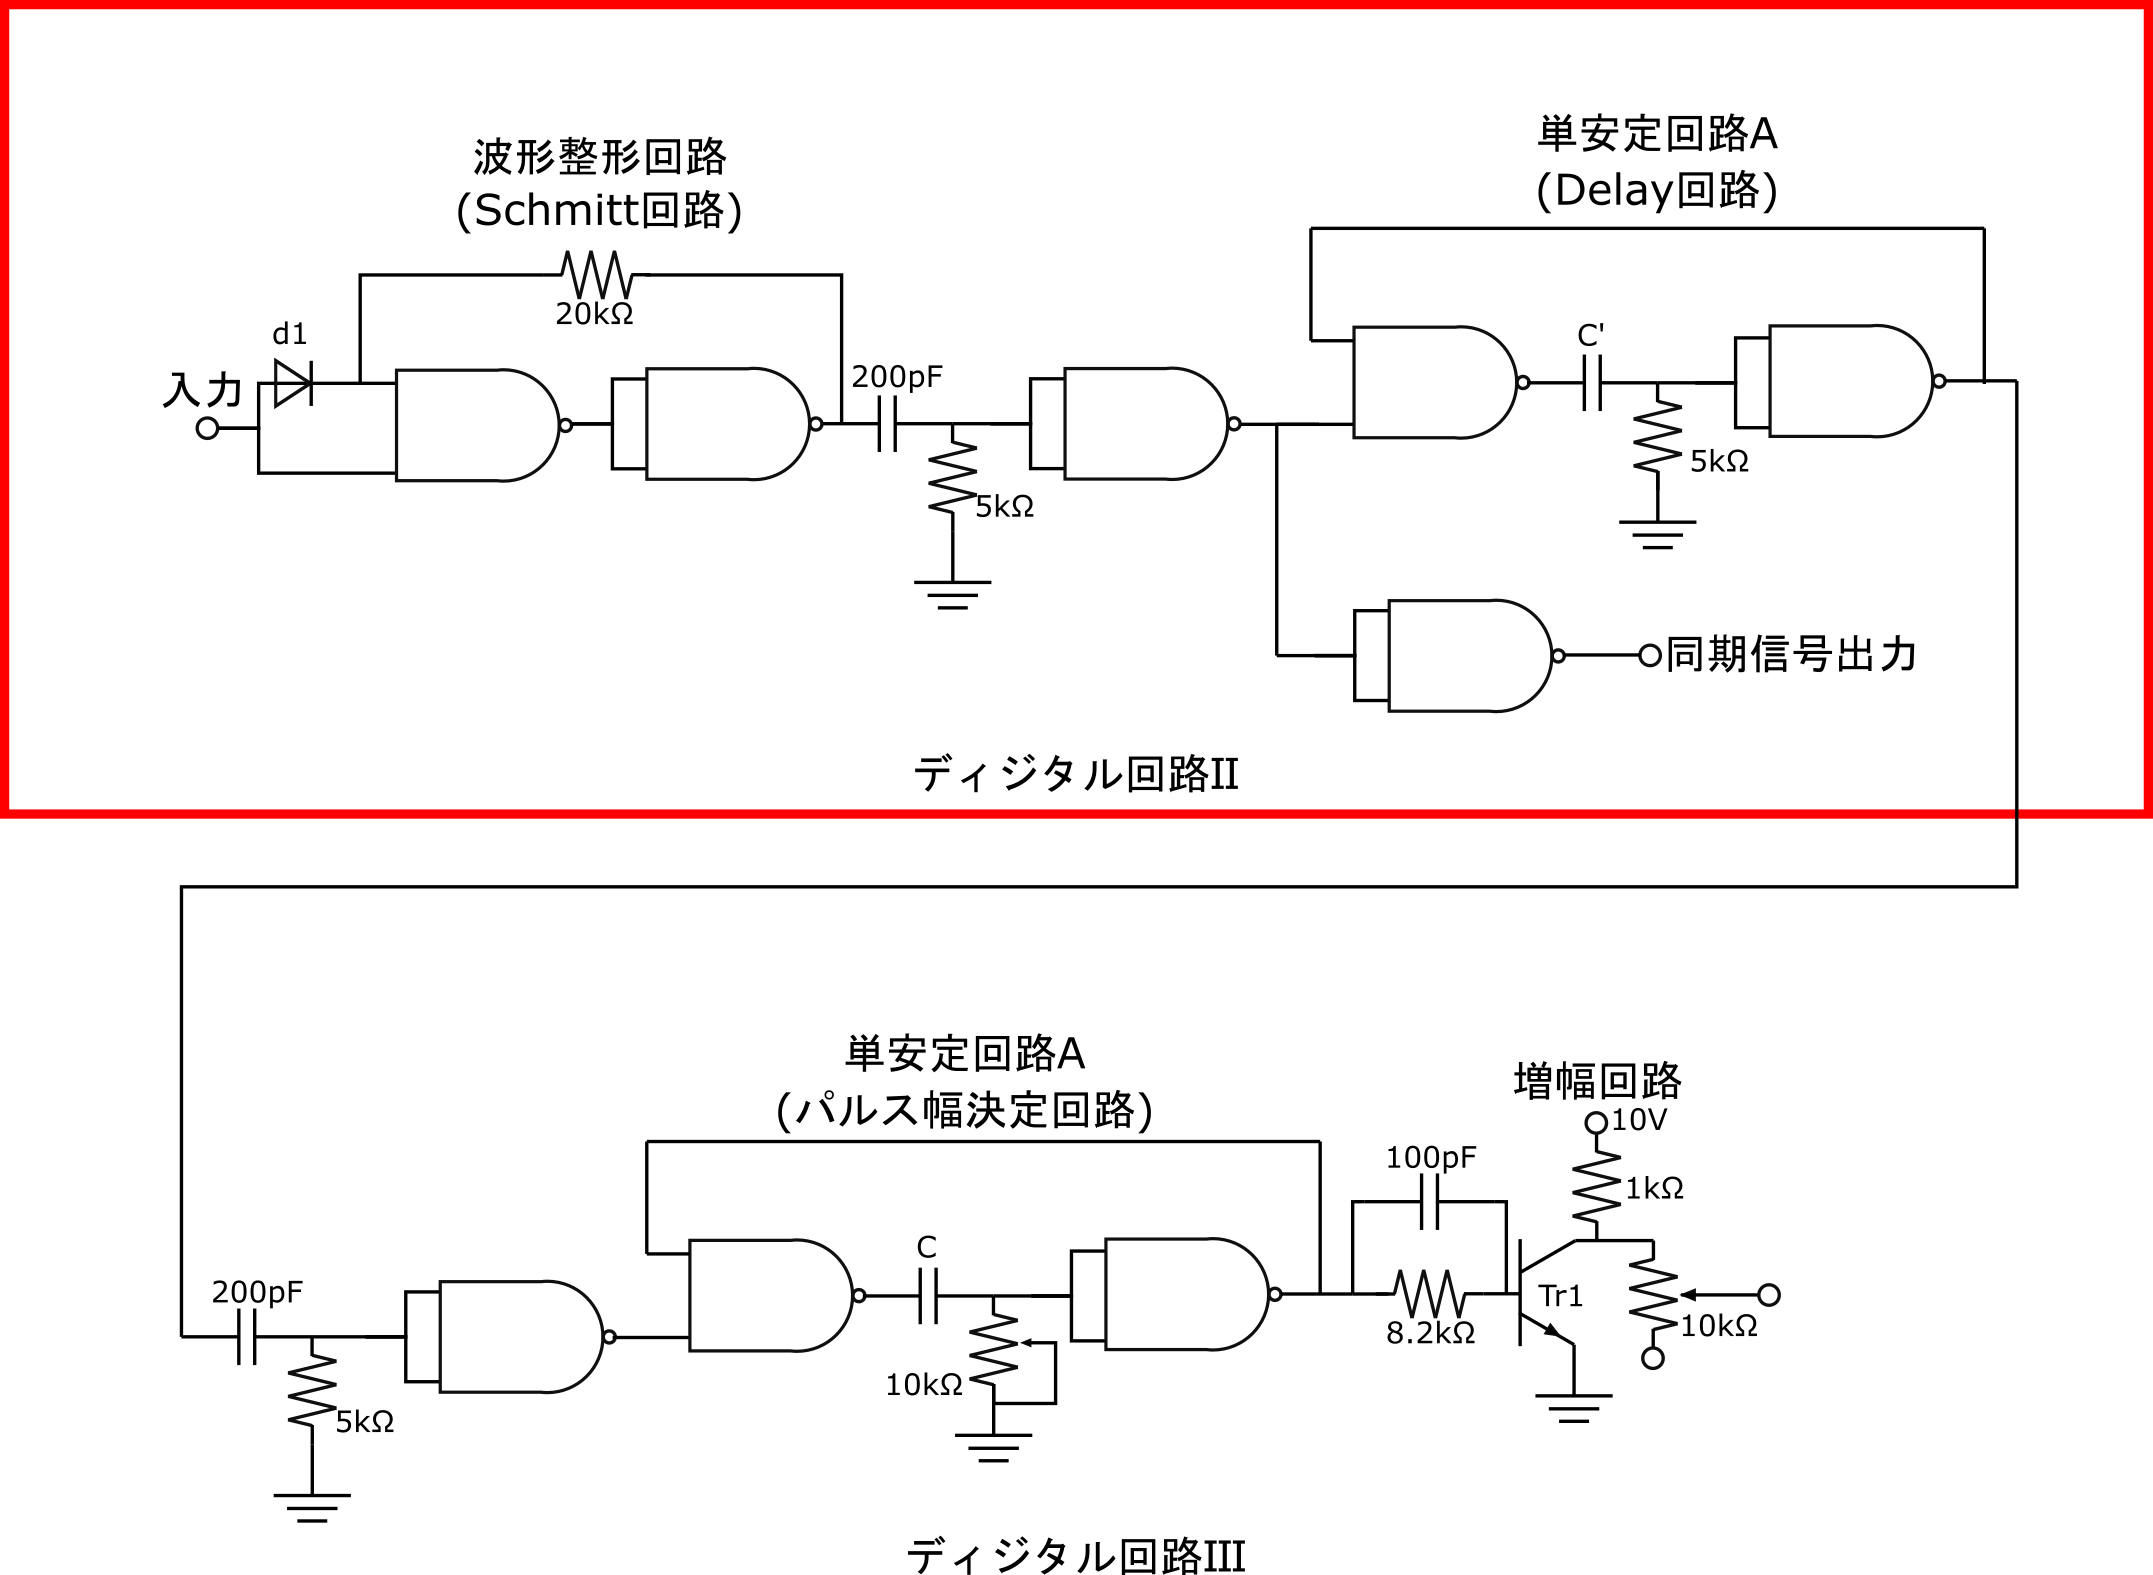 波形整形回路
(Schmitt回路)
単安定回路A
(Delay回路)
20kΩ
d1
入力
200pF
C'
5kΩ
5kΩ
同期信号出力
ディジタル回路II
単安定回路A
(パルス幅決定回路)
増幅回路
10V
100pF
1kΩ
C
200pF
Tr1
8.2kΩ
10kΩ
10kΩ
5kΩ
ディジタル回路III